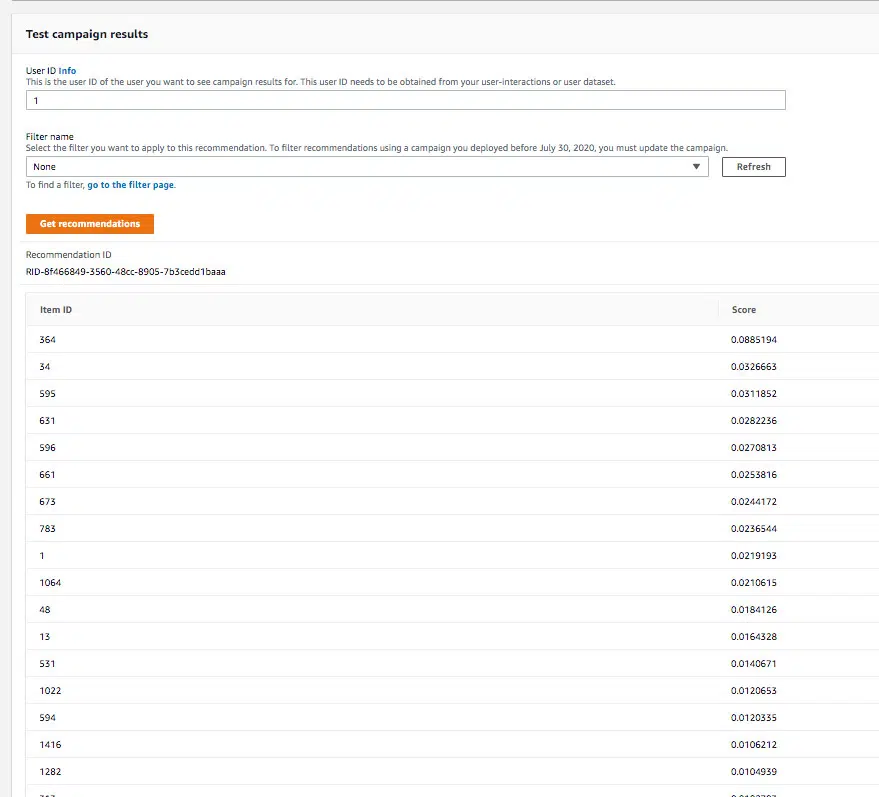 Test campaign results
User ID Info
This is the user ID of the user you want to see campaign results for. This user ID needs to be obtained from your user-interactions or user dataset.
1
Filter name
Select the filter you want to apply to this recommendation. To filter recommendations using a campaign you deployed before July 30, 2020, you must update the campaign.
None Refresh
To find a filter, go to the filter page.
Get recommendations
Recommendation ID
RID-8f466849-3560-48cc-8905-7b3cedd1baaa
Item ID Score
364 0.0885194
34 0.0326663
595 0.0311852
631 0.0282236
596 0.0270813
661 0.0253816
673 0.0244172
783 0.0236544
1 0.0219193
1064 0.0210615
48 0.0184126
13 0.0164328
531 0.0140671
1022 0.0120653
594 0.0120335
1416 0.0106212
1282 0.0104939